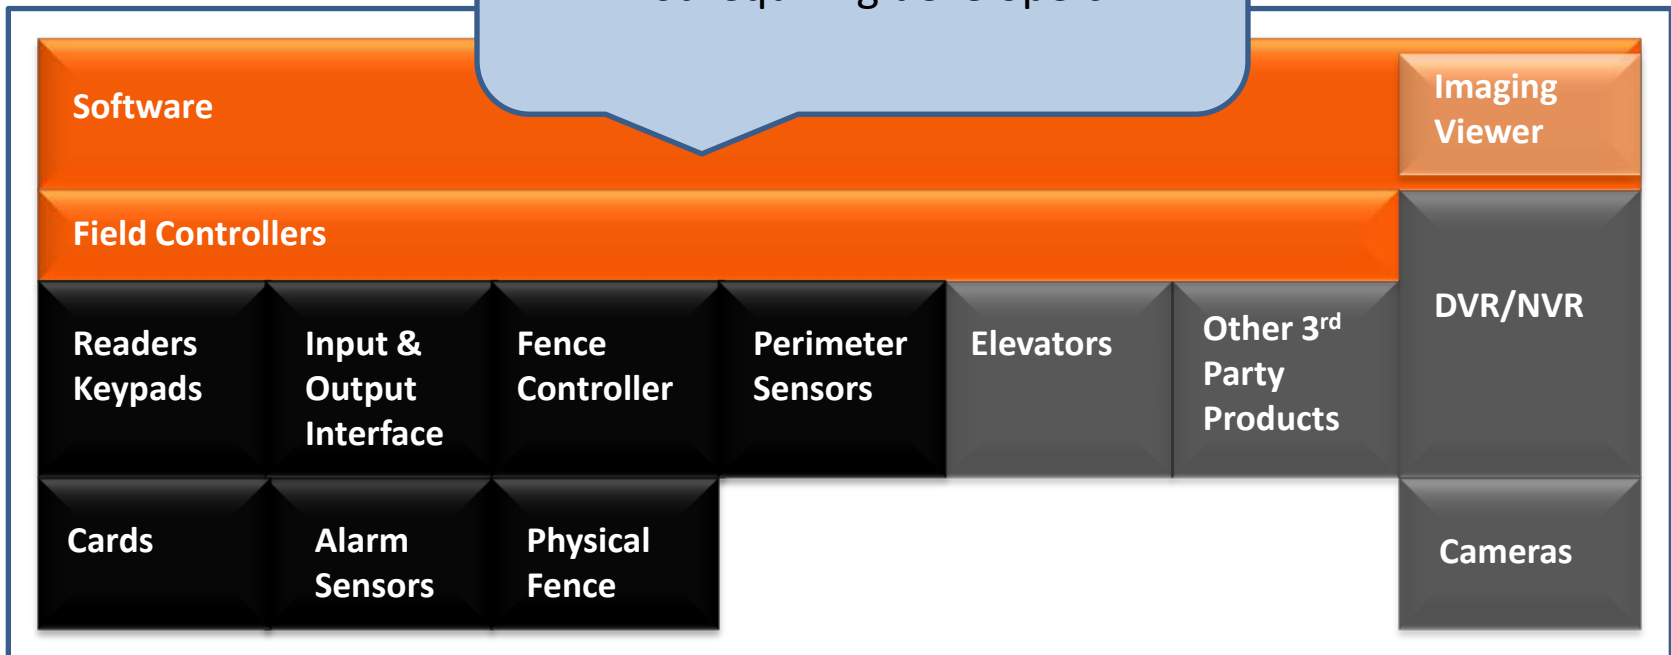 developers
Software
Imaging
Viewer
Field Controllers
DVR/NVR
Readers
Keypads
Input &
Output
Interface
Fence
Controller
Perimeter
Sensors
Elevators
Other 3rd
Party
Products
Cards
Alarm
Sensors
Physical
Fence
Cameras